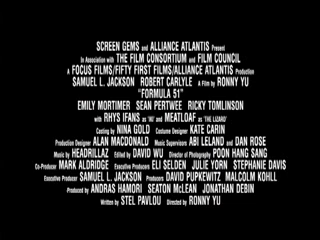 SCREEN GEMS and ALLIANCE ATLANTIS Present
In Association with THE FILM CONSORTIUM and FILM COUNCIL
A FOCUS FILMS/FIFTY FIRST FILMS/ALLIANCE ATLANTIS Production
SAMUEL L. JACKSON ROBERT CARLYLE A Film by RONNY YU
"FORMULA 51"
EMILY MORTIMER SEAN PERTWEE RICKY TOMLINSON
with RHYS IFANS as 'IKI' and MEATLOAF as 'THE LIZARD'
Casting by NINA GOLD Costume Designer KATE CARIN
Production Designer ALAN MACDONALD Music Supervisors ABI LELAND and DAN ROSE
Music by HEADRILLAZ Edited by DAVID WU Director of Photography POON HANG SANG
Co-Producer MARK ALDRIDGE Executive Producers ELI SELDEN JULIE YORN STEPHANIE DAVIS
Executive Producer SAMUEL L. JACKSON Producers DAVID PUPKEWITZ MALCOLM KOHLL
Produced by ANDRAS HAMORI SEATON McLEAN JONATHAN DEBIN
Written by STEL PAVLOU Directed by RONNY YU